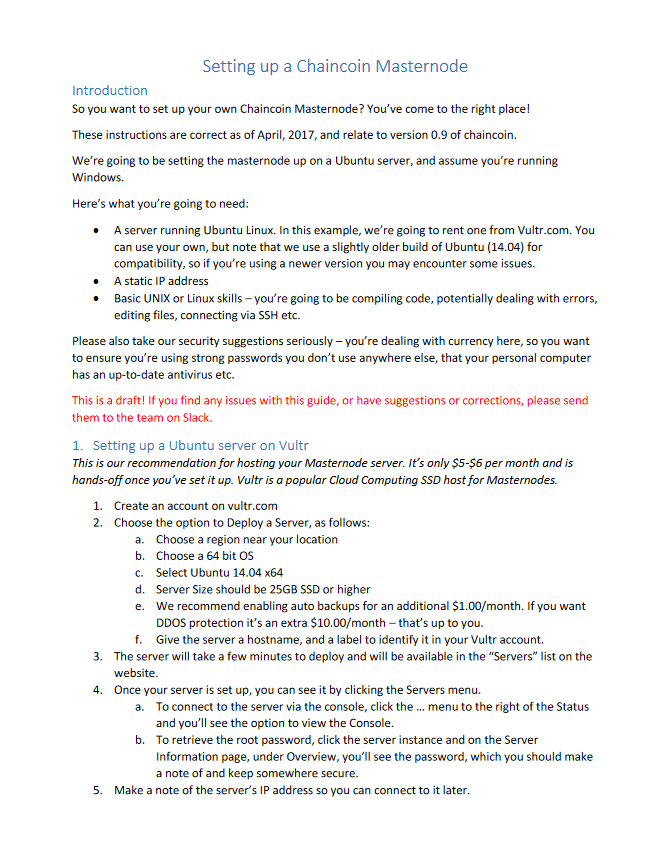 Setting up a Chaincoin Masternode
Introduction
So you want to set up your own Chaincoin Masternode? You’ve come to the right place!
These instructions are correct as of April, 2017, and relate to version 0.9 of chaincoin.
We’re going to be setting the masternode up on a Ubuntu server, and assume you’re running
Windows.
Here’s what you’re going to need:
• A server running Ubuntu Linux. In this example, we’re going to rent one from Vultr.com. You
can use your own, but note that we use a slightly older build of Ubuntu (14.04) for
compatibility, so if you’re using a newer version you may encounter some issues.
• A static IP address
• Basic UNIX or Linux skills – you’re going to be compiling code, potentially dealing with errors,
editing files, connecting via SSH etc.
Please also take our security suggestions seriously – you’re dealing with currency here, so you want
to ensure you’re using strong passwords you don’t use anywhere else, that your personal computer
has an up-to-date antivirus etc.
This is a draft! If you find any issues with this guide, or have suggestions or corrections, please send
them to the team on Slack.
1. Setting up a Ubuntu server on Vultr
This is our recommendation for hosting your Masternode server. It’s only $5-$6 per month and is
hands-off once you’ve set it up. Vultr is a popular Cloud Computing SSD host for Masternodes.
1. Create an account on vultr.com
2. Choose the option to Deploy a Server, as follows:
a. Choose a region near your location
b. Choose a 64 bit OS
c. Select Ubuntu 14.04 x64
d. Server Size should be 25GB SSD or higher
e. We recommend enabling auto backups for an additional $1.00/month. If you want
DDOS protection it’s an extra $10.00/month – that’s up to you.
f. Give the server a hostname, and a label to identify it in your Vultr account.
3. The server will take a few minutes to deploy and will be available in the “Servers” list on the
website.
4. Once your server is set up, you can see it by clicking the Servers menu.
a. To connect to the server via the console, click the … menu to the right of the Status
and you’ll see the option to view the Console.
b. To retrieve the root password, click the server instance and on the Server
Information page, under Overview, you’ll see the password, which you should make
a note of and keep somewhere secure.
5. Make a note of the server’s IP address so you can connect to it later.